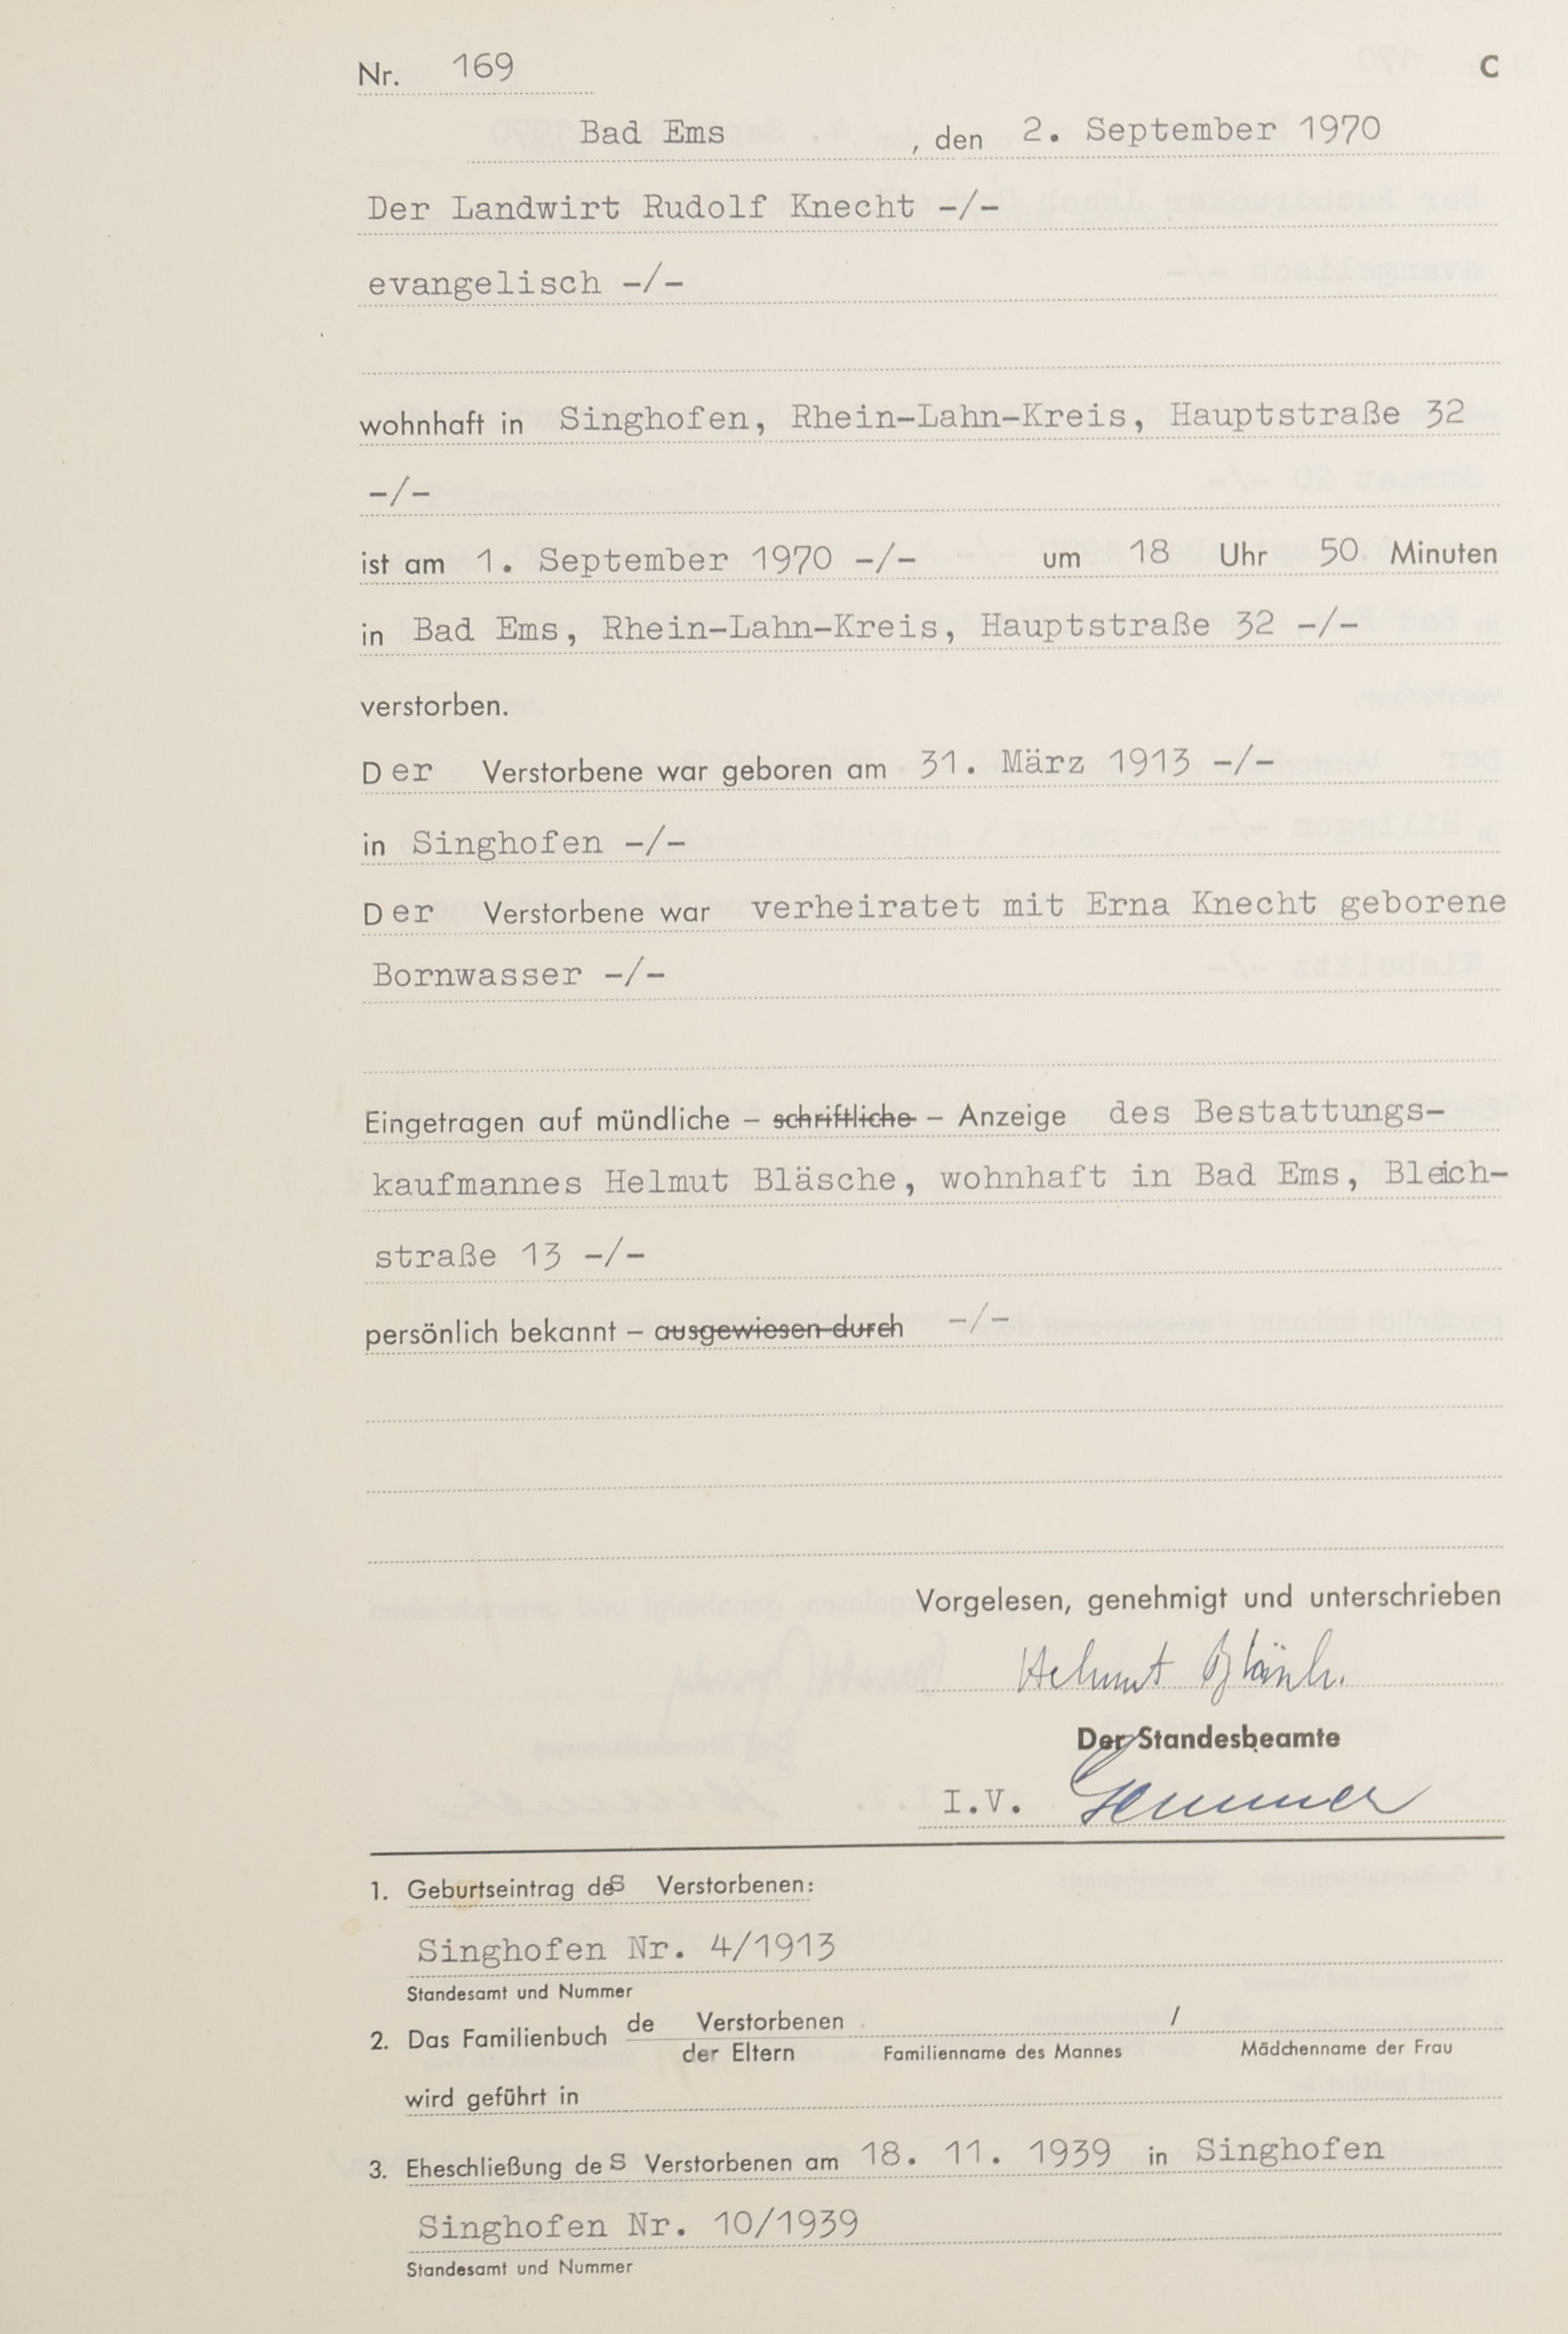 Nr. 169 C
Bad Ems , den 2. September 1970
Der Landwirt Rudolf Knecht -/-
evangelisch -/-
wohnhaft in Singhofen, Rhein-Lahn-Kreis, Hauptstraße 32
-/-
ist am 1. September 1970 -/- um 18 Uhr 50 Minuten
in Bad Ems, Rhein-Lahn-Kreis, Hauptstraße 32 -/-
verstorben.
Der Verstorbene war geboren am 31. März 1913 -/-
in Singhofen -/-
Der Verstorbene war verheiratet mit Erna Knecht geborene
Bornwasser -/-
Eingetragen auf mündliche – schriftliche – Anzeige des Bestattungs-
kaufmannes Helmut Bläsche, wohnhaft in Bad Ems, Bleich-
straße 13 -/-
persönlich bekannt – ausgewiesen durch -/-
Vorgelesen, genehmigt und unterschrieben
Helmut
Der Standesbeamte
I.V.
1. Geburtseintrag des Verstorbenen:
Singhofen Nr. 4/1913
Standesamt und Nummer
2. Das Familienbuch de Verstorbenen /
der Eltern Familienname des Mannes Mädchenname der Frau
wird geführt in
3. Eheschließung des Verstorbenen am 18. 11. 1939 in Singhofen
Singhofen Nr. 10/1939
Standesamt und Nummer